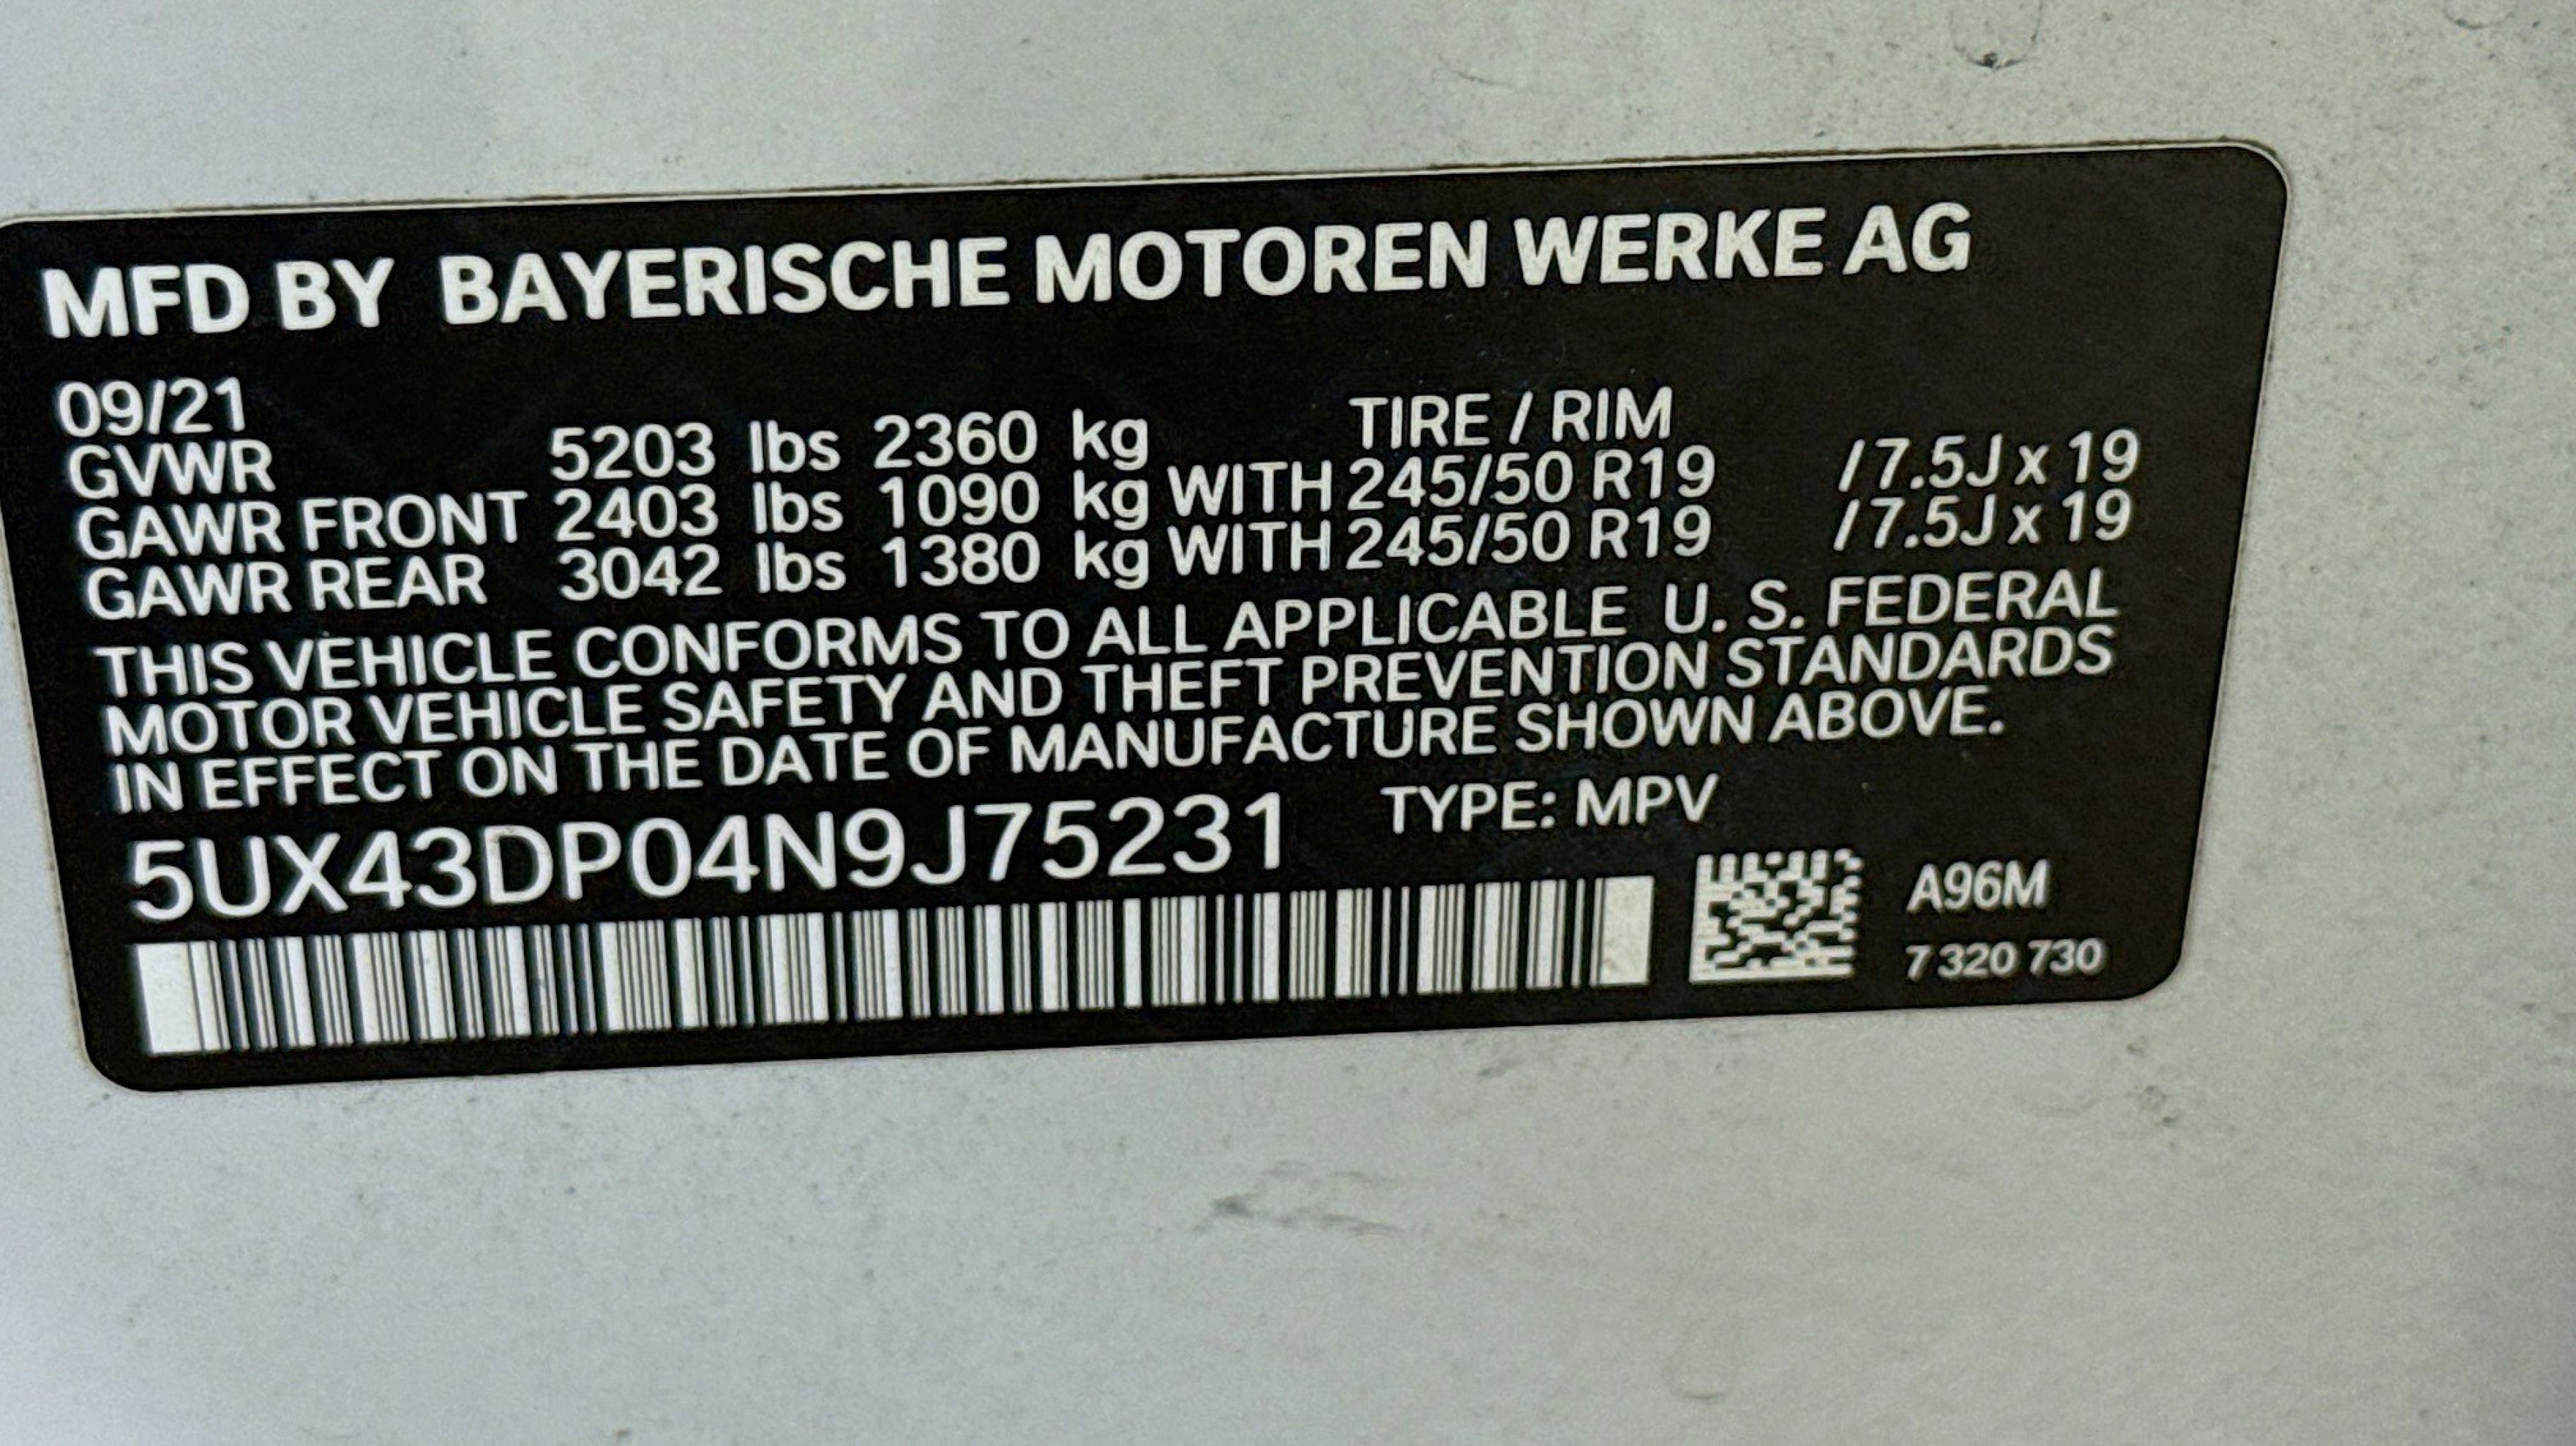 MFD BY BAYERISCHE MOTOREN WERKE AG
09/21
GVWR 5203 lbs 2360 kg TIRE / RIM
GAWR FRONT 2403 lbs 1090 kg WITH 245/50 R19 / 7.5J x 19
GAWR REAR 3042 lbs 1380 kg WITH 245/50 R19 / 7.5J x 19
THIS VEHICLE CONFORMS TO ALL APPLICABLE U. S. FEDERAL
MOTOR VEHICLE SAFETY AND THEFT PREVENTION STANDARDS
IN EFFECT ON THE DATE OF MANUFACTURE SHOWN ABOVE.
5UX43DP04N9J75231 TYPE: MPV
A96M
7 320 730